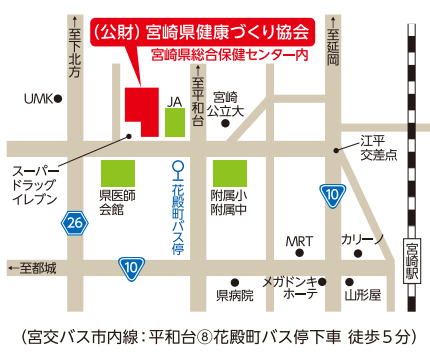 (公財)宮崎県健康づくり協会
宮崎県総合保健センター内
↑至下北方
↑至延岡
↑至平和台
UMK
JA
宮崎
公立大
江平
交差点
スーパー
ドラッグ
イレブン
県医師
会館
花殿町バス停
附属小
附属中
26
10
宮崎駅
MRT
カリーノ
←至都城
10
県病院
メガドンキ
ホーテ
山形屋
(宮交バス市内線:平和台⑧花殿町バス停下車 徒歩5分)